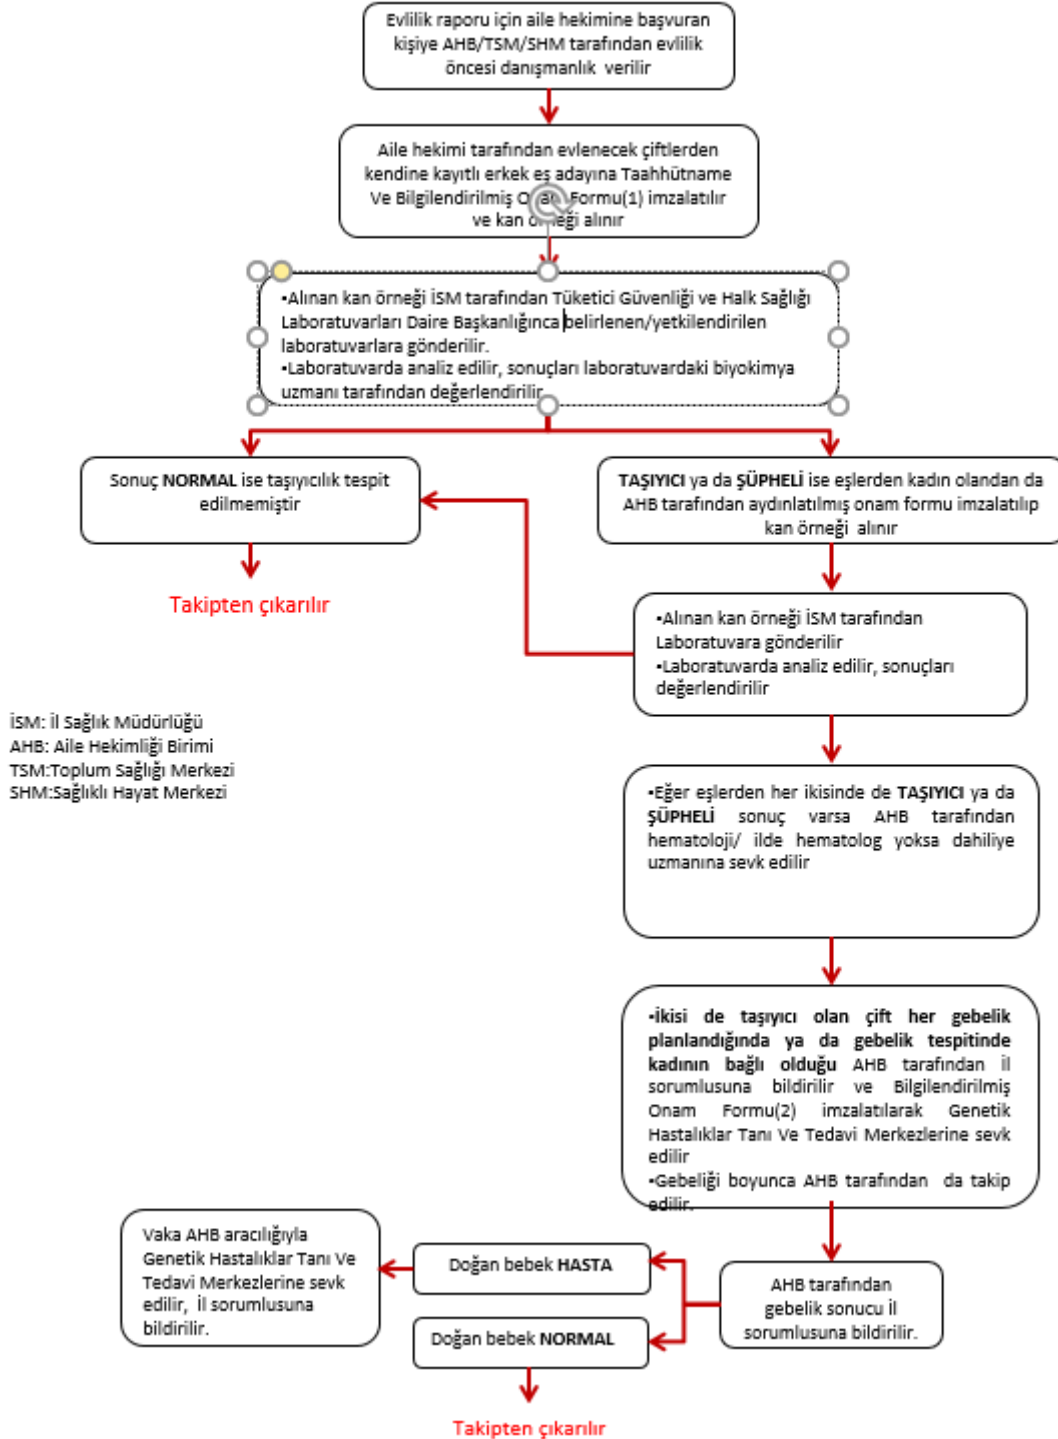 Evlilik raporu için aile hekimine başvuran
kişiye AHB/TSM/SHM tarafından evlilik
öncesi danışmanlık verilir
Aile hekimi tarafından evlenecek çiftlerden
kendine kayıtlı erkek eş adayına Taahhütname
Ve Bilgilendirilmiş Onam Formu(1) imzalatılır
ve kan örneği alınır
▪Alınan kan örneği İSM tarafından Tüketici Güvenliği ve Halk Sağlığı
Laboratuvarları Daire Başkanlığınca belirlenen/yetkilendirilen
laboratuvarlara gönderilir.
▪Laboratuvarda analiz edilir, sonuçları laboratuvardaki biyokimya
uzmanı tarafından değerlendirilir
Sonuç NORMAL ise taşıyıcılık tespit
edilmemiştir
Takipten çıkarılır
TAŞIYICI ya da ŞÜPHELİ ise eşlerden kadın olandan da
AHB tarafından aydınlatılmış onam formu imzalatılıp
kan örneği alınır
▪Alınan kan örneği İSM tarafından
Laboratuvara gönderilir
▪Laboratuvarda analiz edilir, sonuçları
değerlendirilir
İSM: İl Sağlık Müdürlüğü
AHB: Aile Hekimliği Birimi
TSM:Toplum Sağlığı Merkezi
SHM:Sağlıklı Hayat Merkezi
▪Eğer eşlerden her ikisinde de TAŞIYICI ya da
ŞÜPHELİ sonuç varsa AHB tarafından
hematoloji/ ilde hematolog yoksa dahiliye
uzmanına sevk edilir
▪İkisi de taşıyıcı olan çift her gebelik
planlandığında ya da gebelik tespitinde
kadının bağlı olduğu AHB tarafından İl
sorumlusuna bildirilir ve Bilgilendirilmiş
Onam Formu(2) imzalatılarak Genetik
Hastalıklar Tanı Ve Tedavi Merkezlerine sevk
edilir
▪Gebeliği boyunca AHB tarafından da takip
edilir.
AHB tarafından
gebelik sonucu İl
sorumlusuna bildirilir.
Doğan bebek HASTA
Vaka AHB aracılığıyla
Genetik Hastalıklar Tanı Ve
Tedavi Merkezlerine sevk
edilir, İl sorumlusuna
bildirilir.
Doğan bebek NORMAL
Takipten çıkarılır